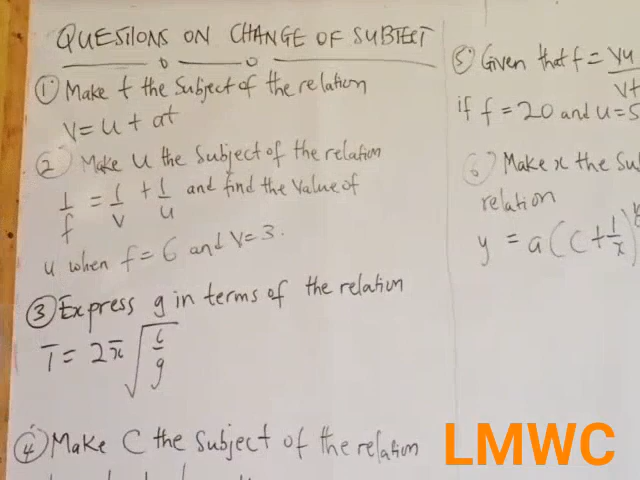 QUESTIONS ON CHANGE OF SUBJECT
① Make t the Subject of the relation
V = u + at
② Make u the Subject of the relation
1/f = 1/v + 1/u and find the value of
u when f = 6 and v = 3.
③ Express g in terms of the relation
T = 2π√(l/g)
④ Make C the Subject of the relation
⑤ Given that f = vu/v+
if f = 20 and u = 5
⑥ Make x the Sub
relation
y = a(c + 1/x)
LMWC